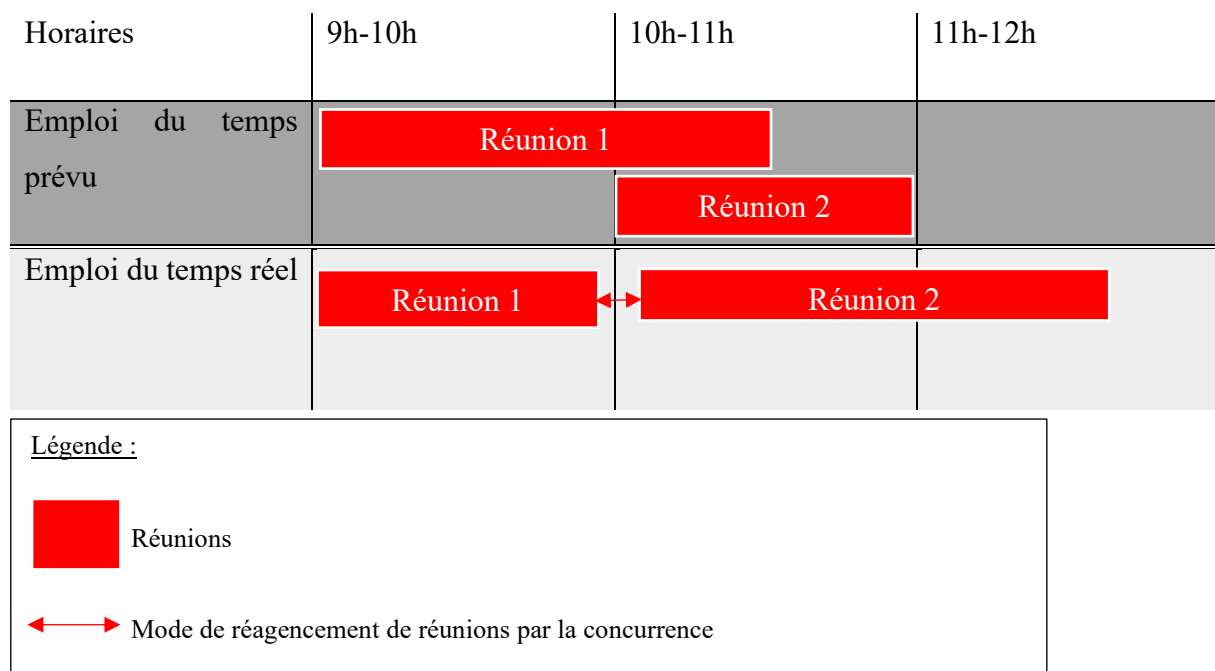 Horaires 9h-10h 10h-11h 11h-12h
Emploi du temps prévu
Réunion 1
Réunion 2
Emploi du temps réel
Réunion 1 Réunion 2
Légende :
Réunions
Mode de réagencement de réunions par la concurrence